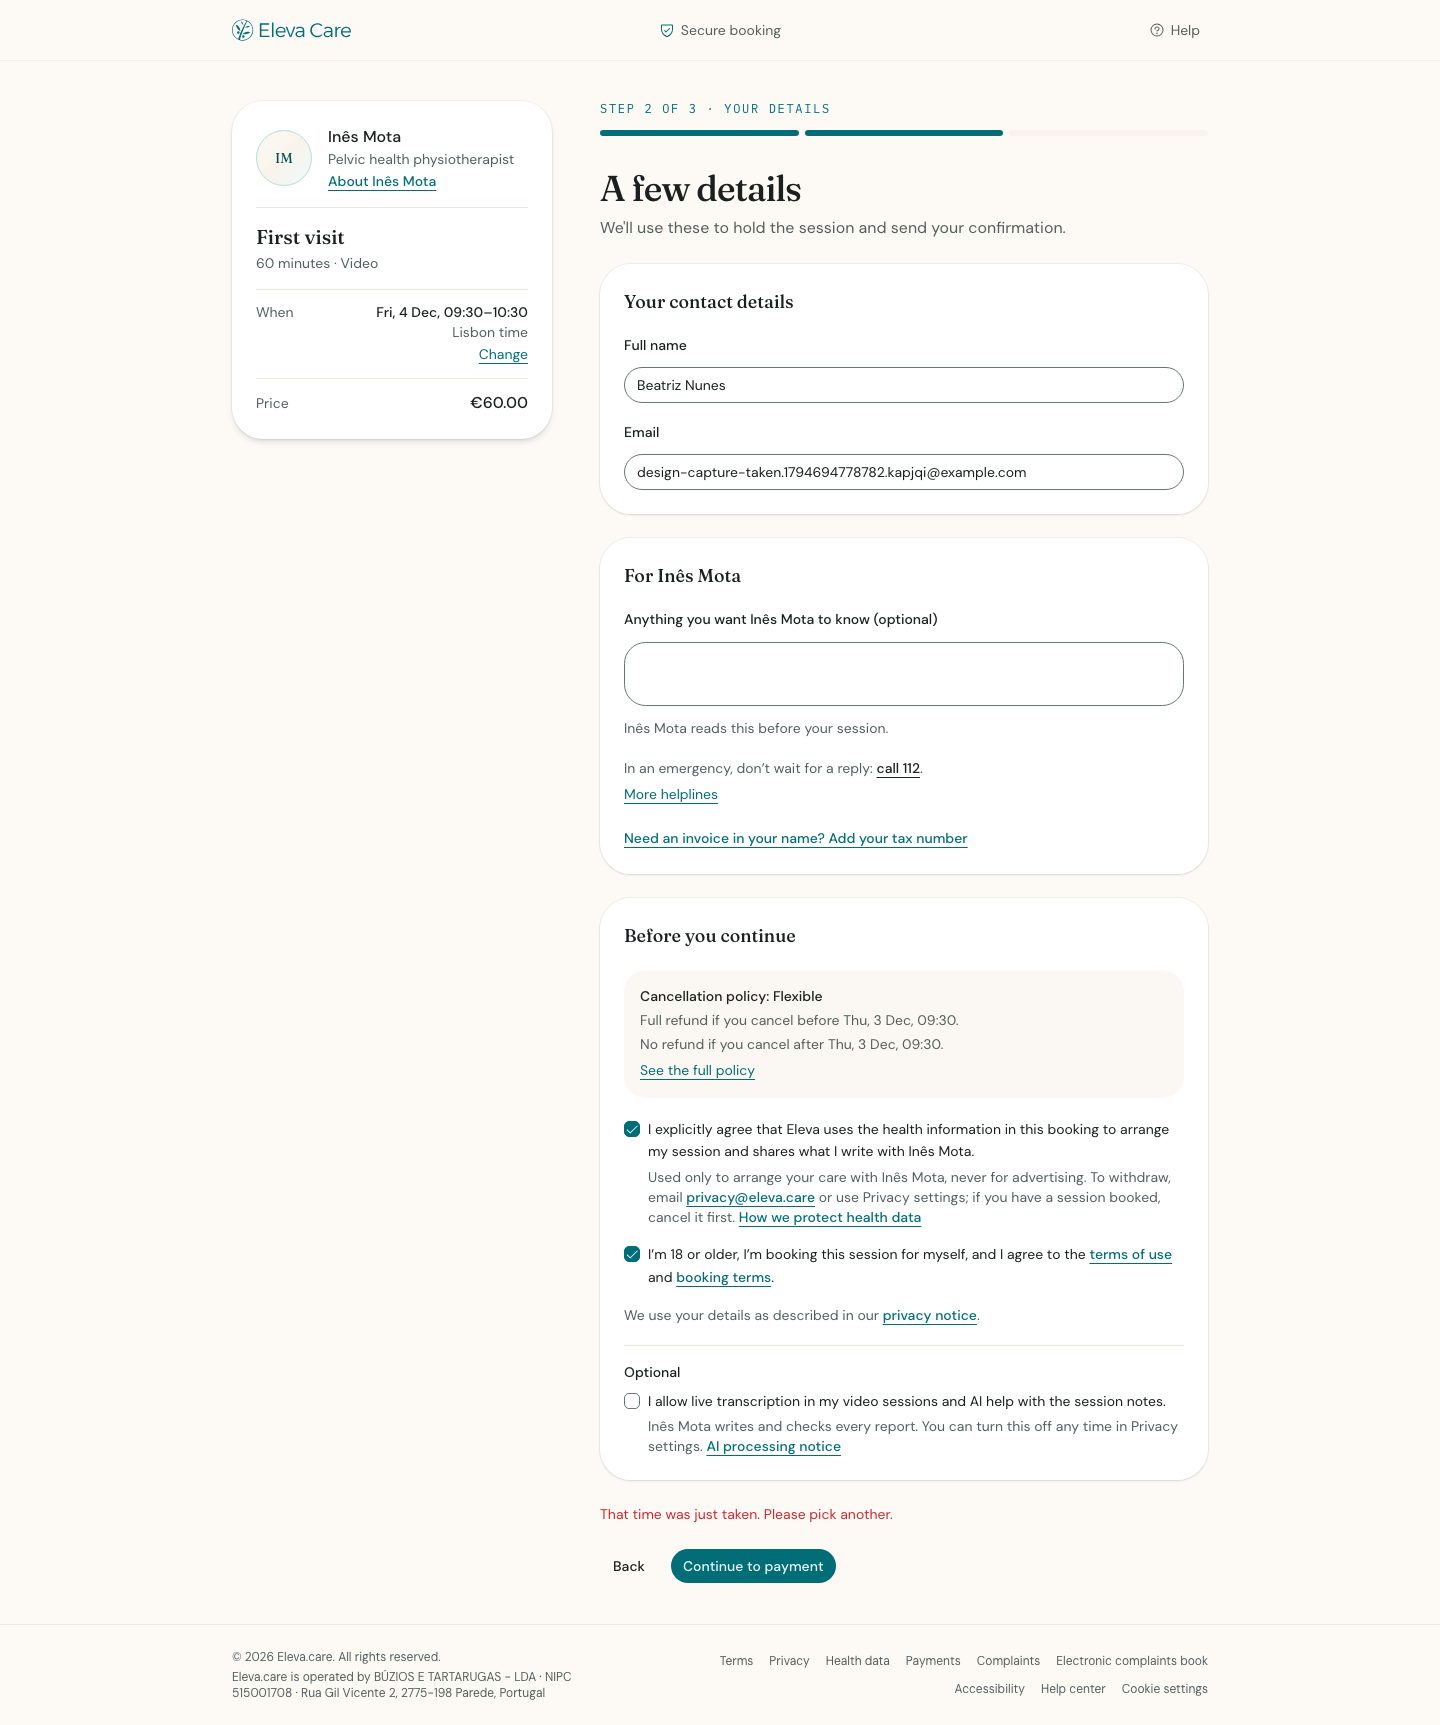 Eleva Care
Secure booking
Help
IM
Inês Mota
Pelvic health physiotherapist
About Inês Mota
First visit
60 minutes · Video
When
Fri, 4 Dec, 09:30–10:30
Lisbon time
Change
Price
€60.00
STEP 2 OF 3 · YOUR DETAILS
A few details
We'll use these to hold the session and send your confirmation.
Your contact details
Full name
Beatriz Nunes
Email
design-capture-taken.1794694778782.kapjqi@example.com
For Inês Mota
Anything you want Inês Mota to know (optional)
Inês Mota reads this before your session.
In an emergency, don’t wait for a reply: call 112.
More helplines
Need an invoice in your name? Add your tax number
Before you continue
Cancellation policy: Flexible
Full refund if you cancel before Thu, 3 Dec, 09:30.
No refund if you cancel after Thu, 3 Dec, 09:30.
See the full policy
I explicitly agree that Eleva uses the health information in this booking to arrange
my session and shares what I write with Inês Mota.
Used only to arrange your care with Inês Mota, never for advertising. To withdraw,
email privacy@eleva.care or use Privacy settings; if you have a session booked,
cancel it first. How we protect health data
I’m 18 or older, I’m booking this session for myself, and I agree to the terms of use
and booking terms.
We use your details as described in our privacy notice.
Optional
I allow live transcription in my video sessions and AI help with the session notes.
Inês Mota writes and checks every report. You can turn this off any time in Privacy
settings. AI processing notice
That time was just taken. Please pick another.
Back
Continue to payment
© 2026 Eleva.care. All rights reserved.
Eleva.care is operated by BÚZIOS E TARTARUGAS - LDA · NIPC
515001708 · Rua Gil Vicente 2, 2775-198 Parede, Portugal
Terms Privacy Health data Payments Complaints Electronic complaints book
Accessibility Help center Cookie settings